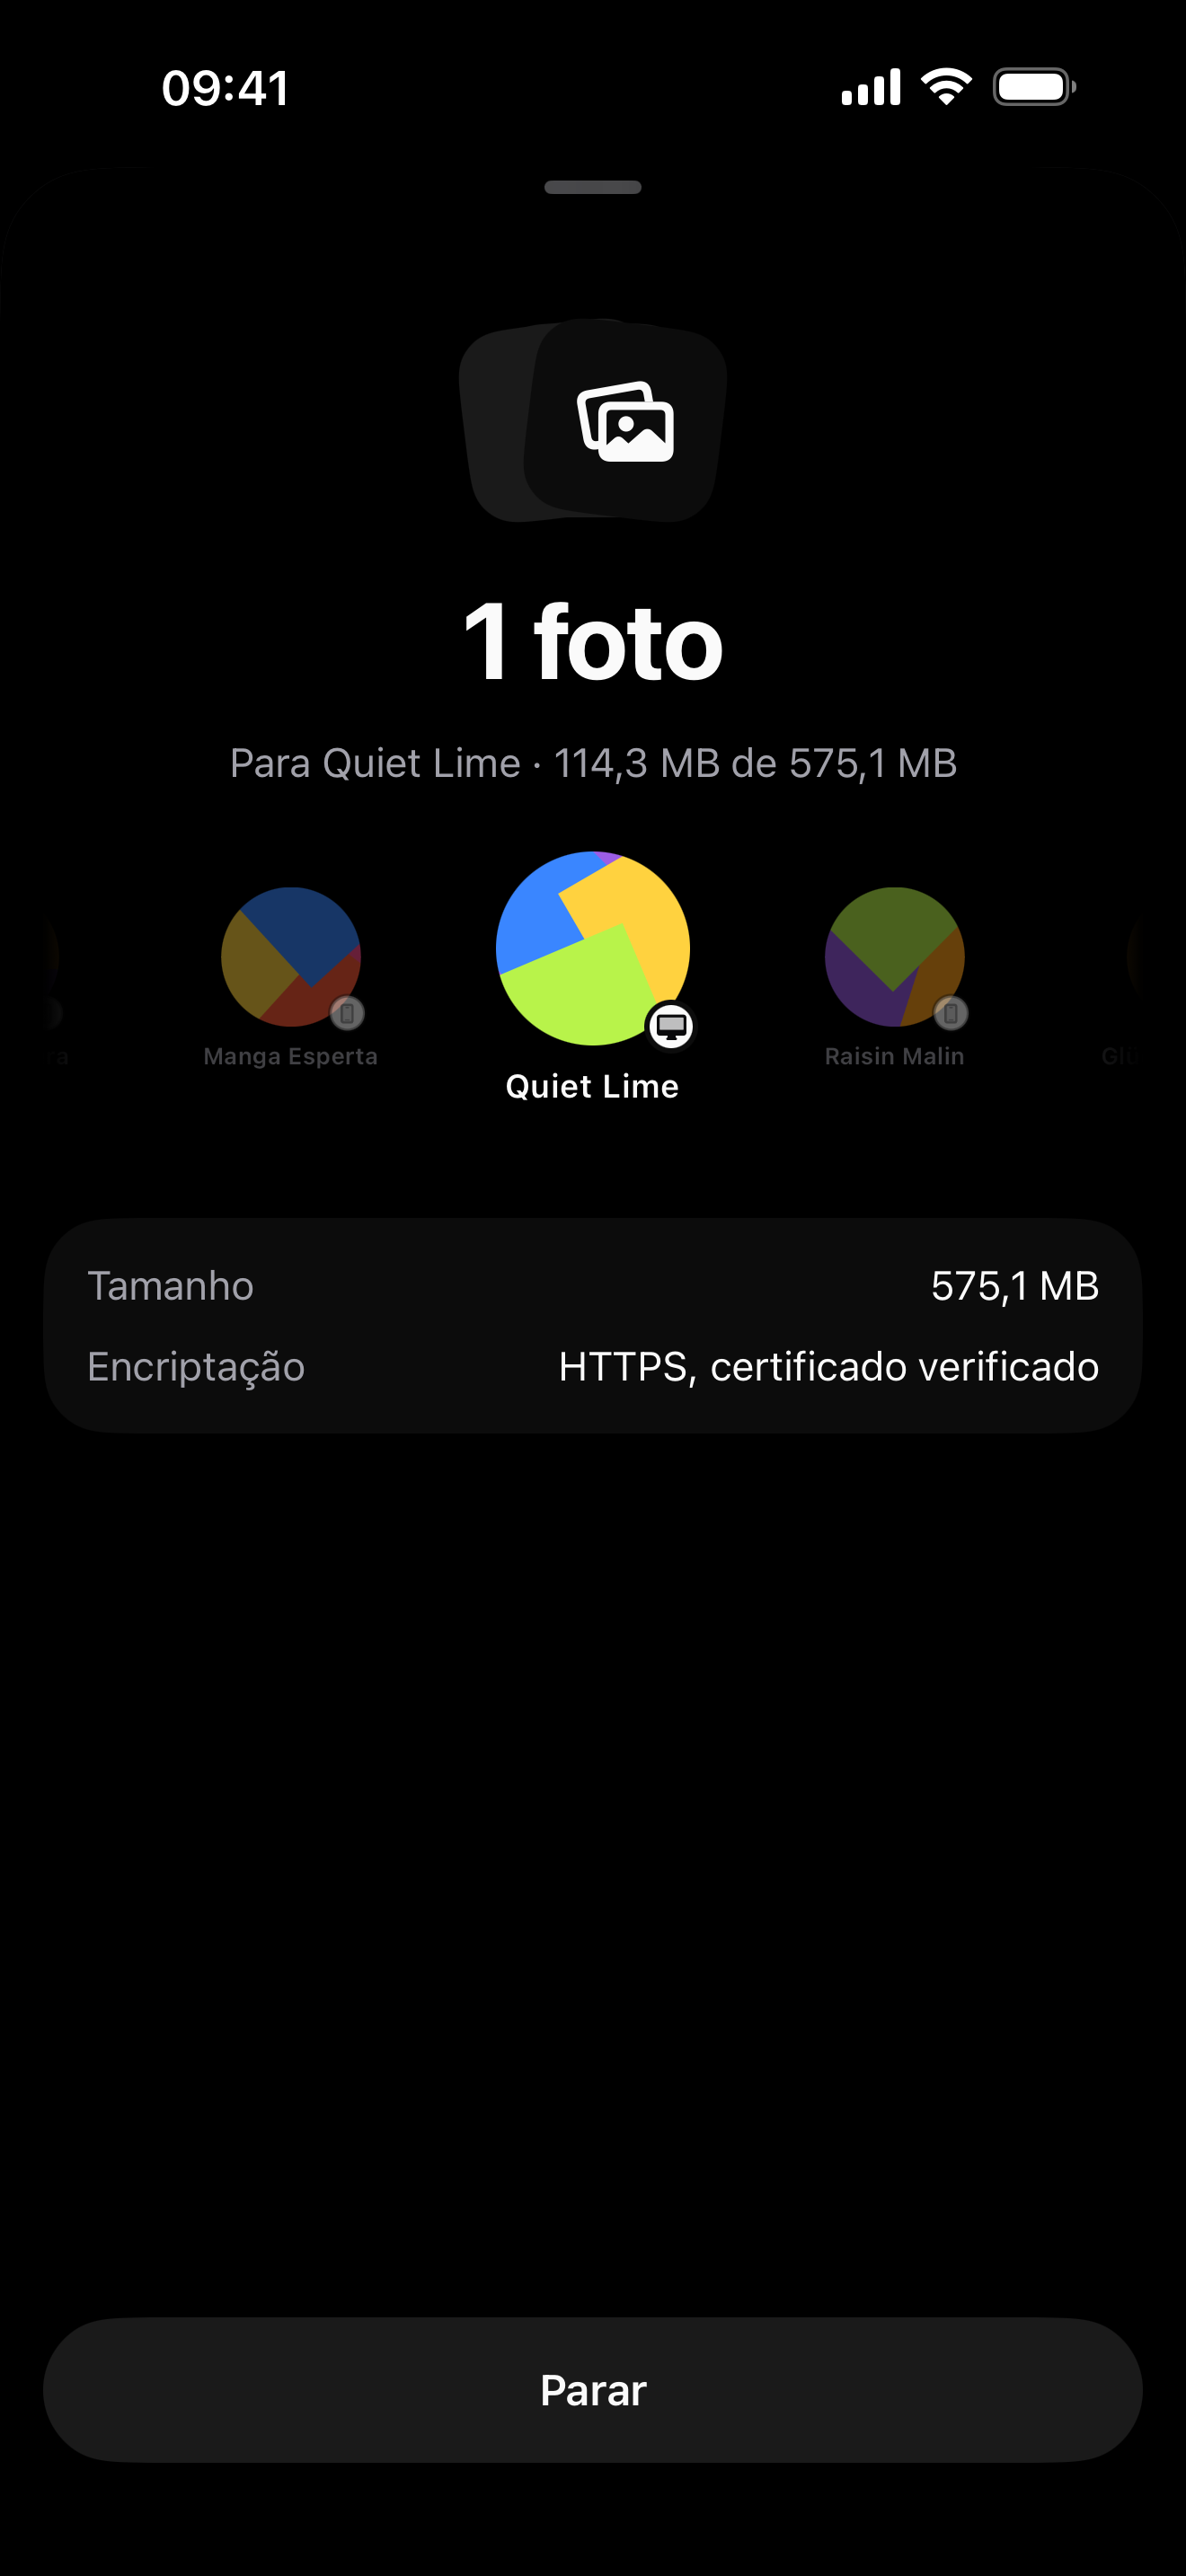 09:41
1 foto
Para Quiet Lime · 114,3 MB de 575,1 MB
Manga Esperta
Quiet Lime
Raisin Malin
Tamanho
575,1 MB
Encriptação
HTTPS, certificado verificado
Parar